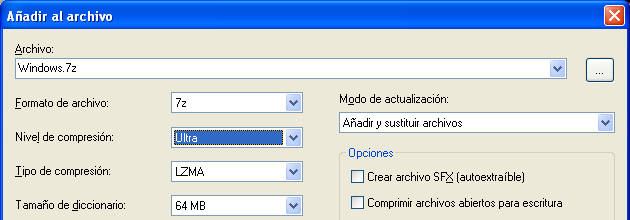 Añadir al archivo
Archivo:
Windows.7z
...
Formato de archivo: 7z
Modo de actualización:
Nivel de compresión: Ultra
Añadir y sustituir archivos
Tipo de compresión: LZMA
Opciones
Crear archivo SFX (autoextraíble)
Tamaño de diccionario: 64 MB
Comprimir archivos abiertos para escritura